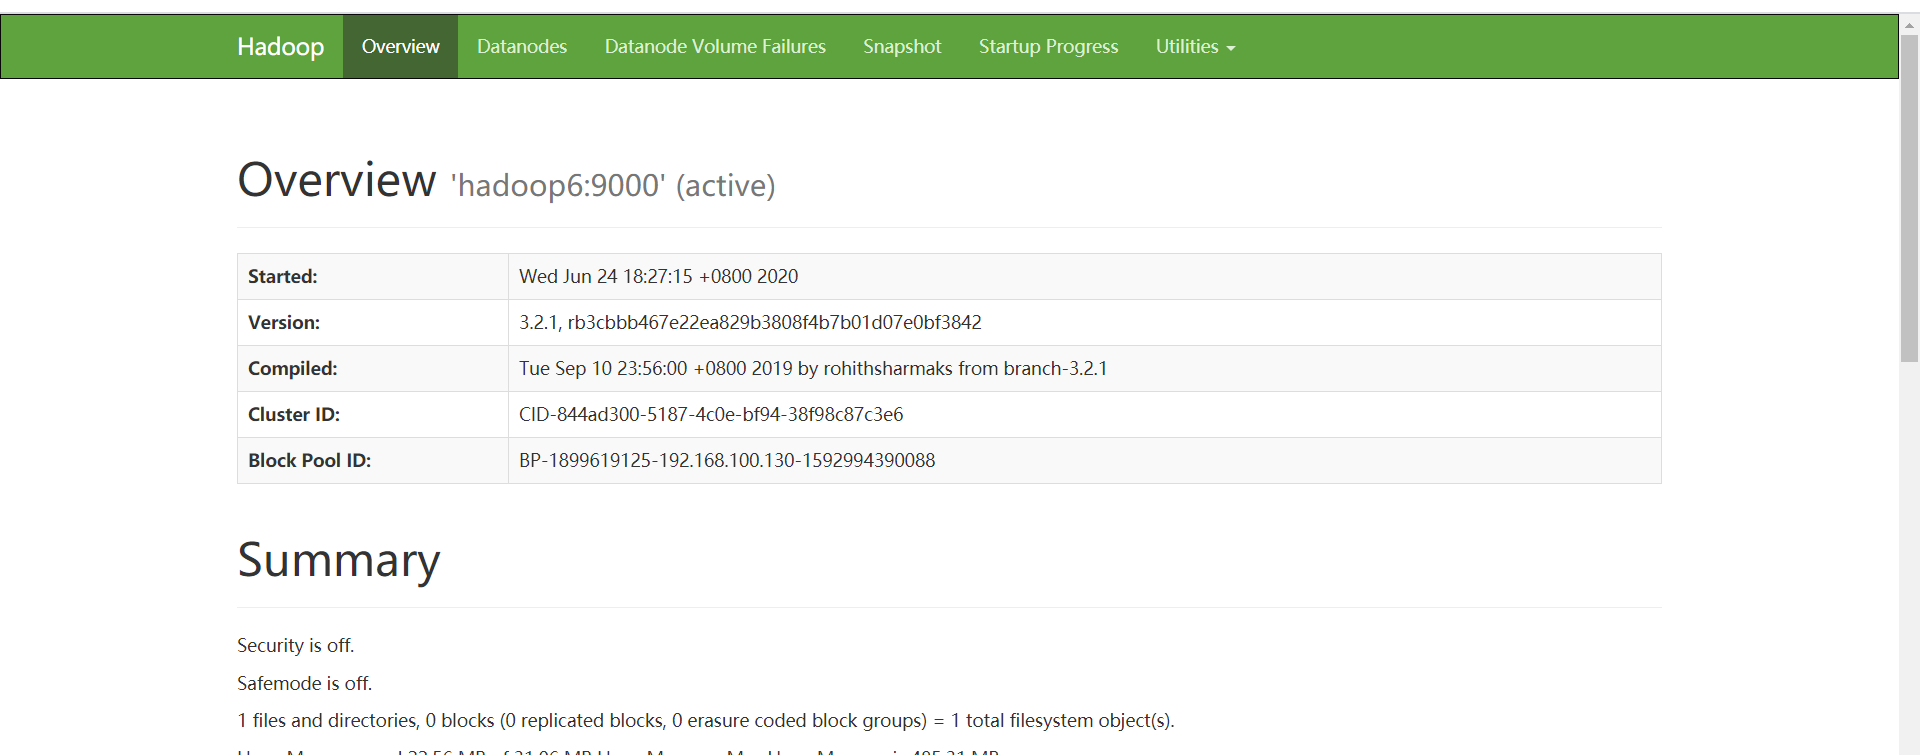 Hadoop Overview Datanodes Datanode Volume Failures Snapshot Startup Progress Utilities
Overview 'hadoop6:9000' (active)
Started: Wed Jun 24 18:27:15 +0800 2020
Version: 3.2.1, rb3cbbb467e22ea829b3808f4b7b01d07e0bf3842
Compiled: Tue Sep 10 23:56:00 +0800 2019 by rohithsharmaks from branch-3.2.1
Cluster ID: CID-844ad300-5187-4c0e-bf94-38f98c87c3e6
Block Pool ID: BP-1899619125-192.168.100.130-1592994390088
Summary
Security is off.
Safemode is off.
1 files and directories, 0 blocks (0 replicated blocks, 0 erasure coded block groups) = 1 total filesystem object(s).